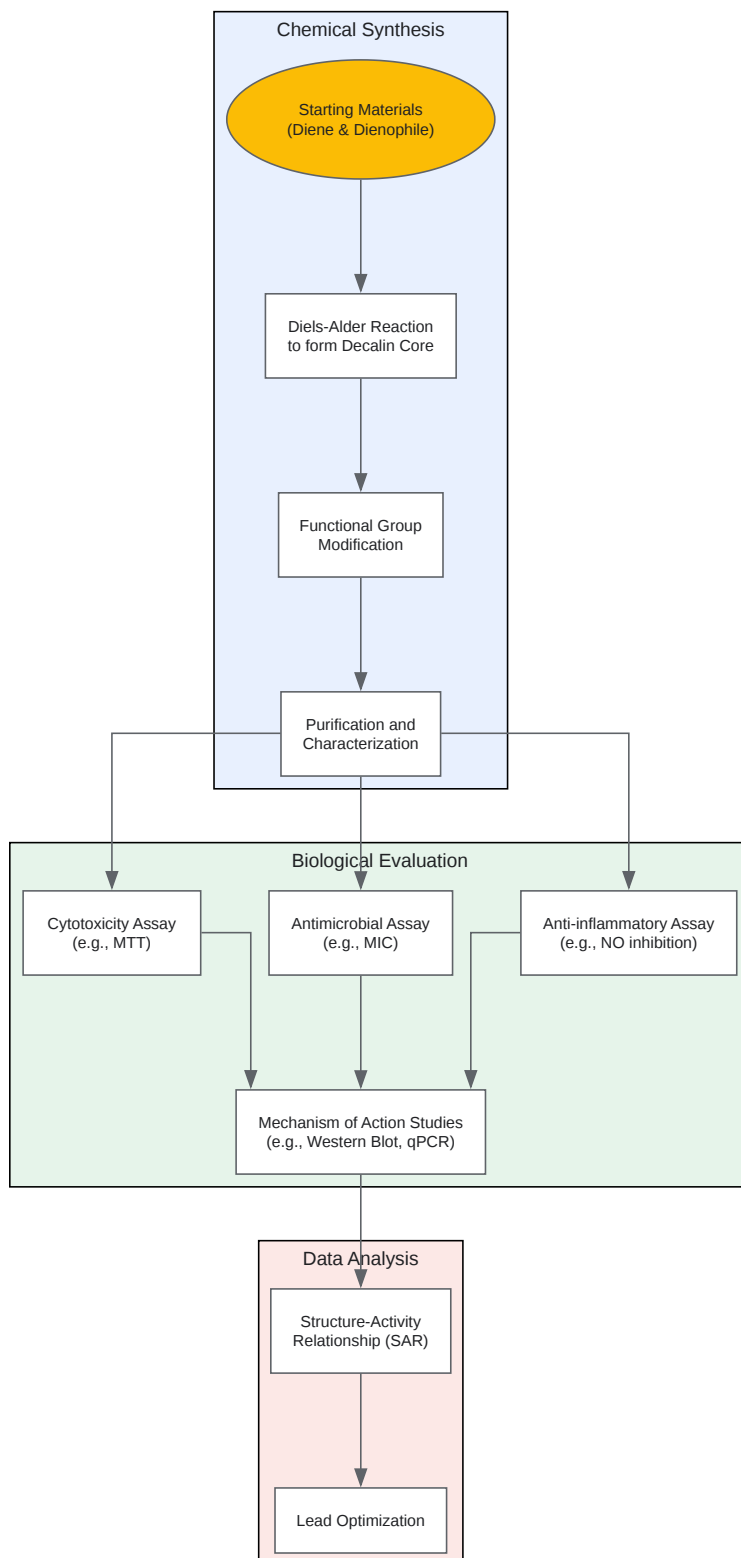 Chemical Synthesis
Starting Materials
(Diene & Dienophile)
Diels-Alder Reaction
to form Decalin Core
Functional Group
Modification
Purification and
Characterization
Biological Evaluation
Cytotoxicity Assay
(e.g., MTT)
Antimicrobial Assay
(e.g., MIC)
Anti-inflammatory Assay
(e.g., NO inhibition)
Mechanism of Action Studies
(e.g., Western Blot, qPCR)
Data Analysis
Structure-Activity
Relationship (SAR)
Lead Optimization